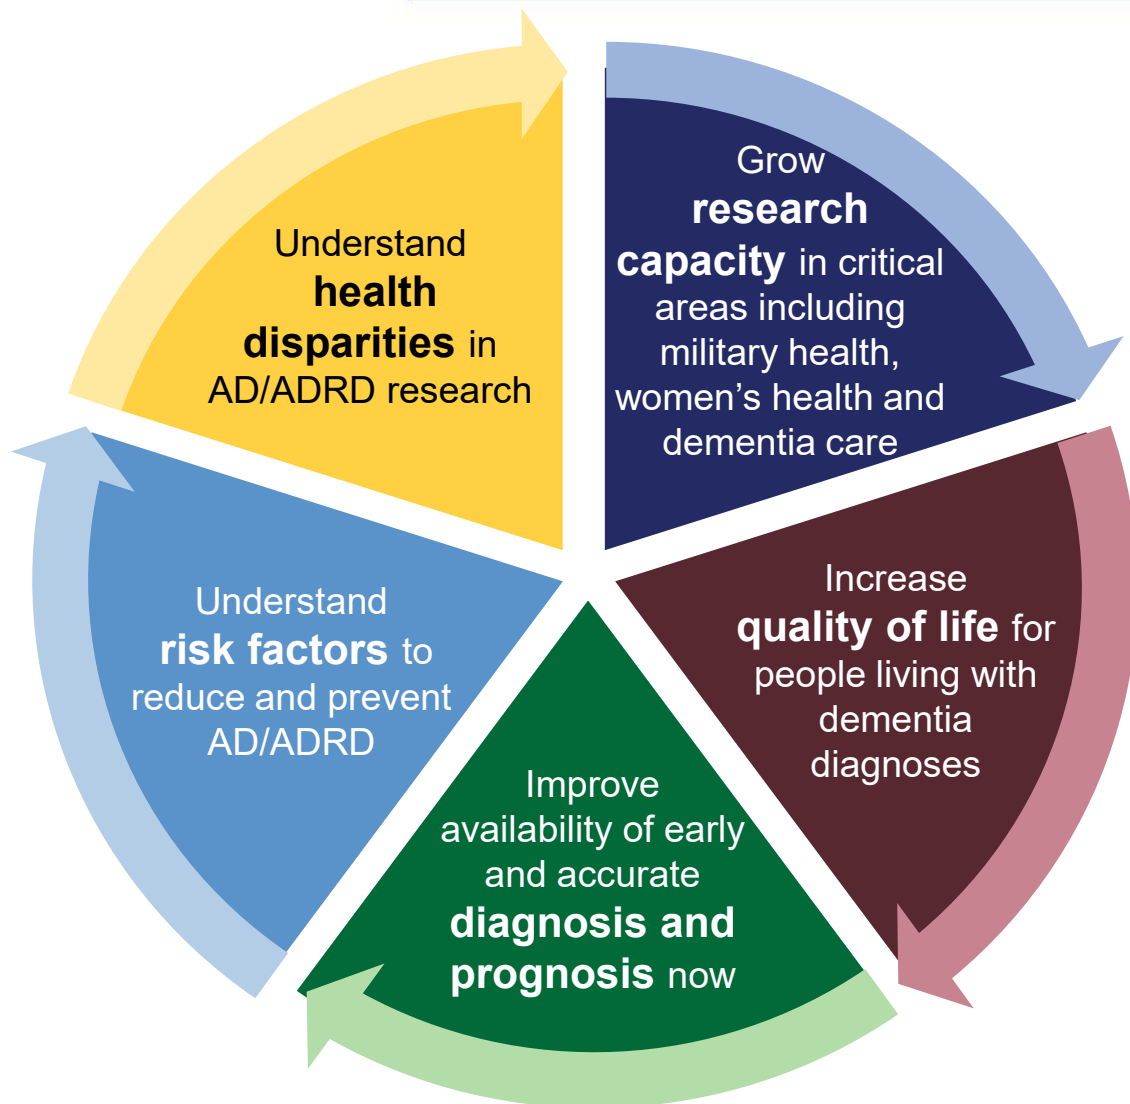 Grow
research
capacity in critical
areas including
military health,
women’s health and
dementia care
Increase
quality of life for
people living with
dementia
diagnoses
Improve
availability of early
and accurate
diagnosis and
prognosis now
Understand
risk factors to
reduce and prevent
AD/ADRD
Understand
health
disparities in
AD/ADRD research